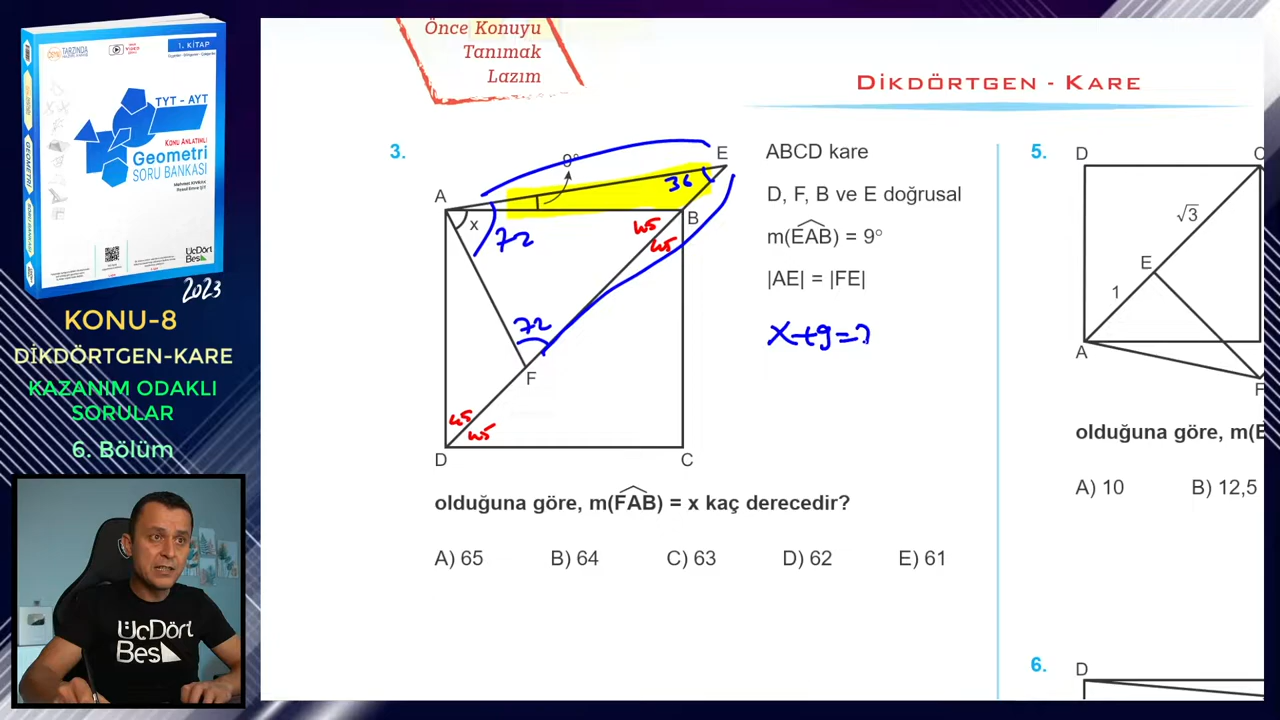 1. KİTAP
TYT - AYT
KONU ANLATIMLI
Geometri
SORU BANKASI
GEOMETRİ
ÜçDört
Beş
2023
KONU-8
DİKDÖRTGEN-KARE
KAZANIM ODAKLI
SORULAR
6. Bölüm
ÜçDört
Beş
Önce Konuyu
Tanımak
Lazım
DİKDÖRTGEN - KARE
3.
9°
E
A
36
x
72
B
45
45
72
F
45
45
D
C
ABCD kare
D, F, B ve E doğrusal
m(EAB) = 9°
|AE| = |FE|
x+9=7
olduğuna göre, m(FAB) = x kaç derecedir?
A) 65 B) 64 C) 63 D) 62 E) 61
5.
D
C
√3
E
1
A
F
olduğuna göre, m(E
A) 10 B) 12,5
6.
D